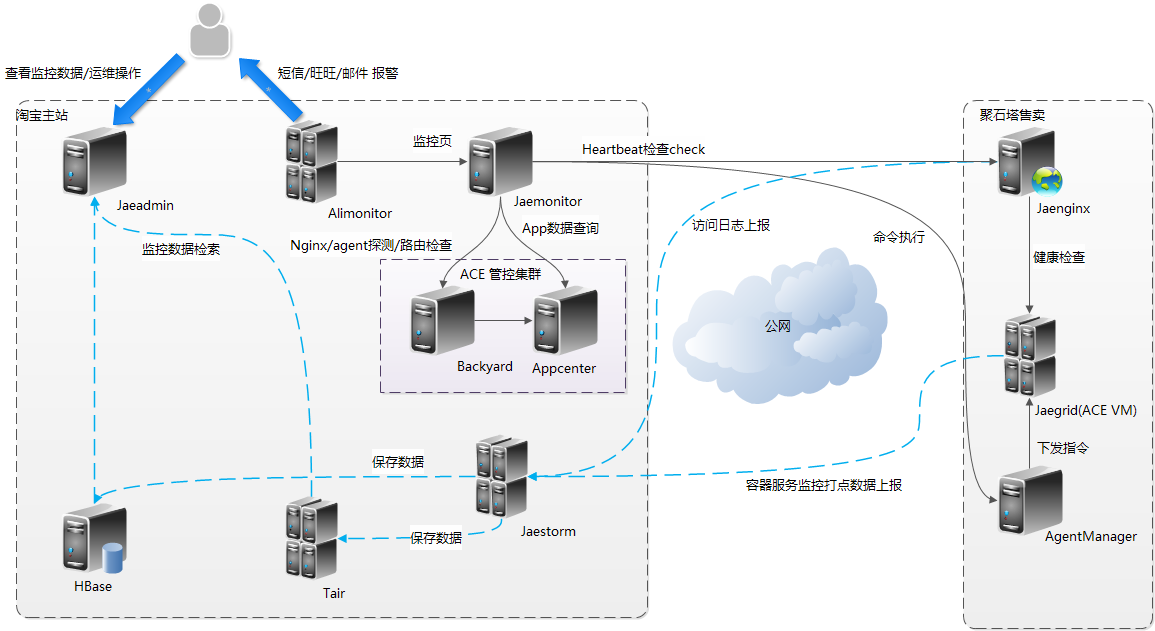 查看监控数据/运维操作
短信/旺旺/邮件 报警
淘宝主站
聚石塔售卖
监控页
Heartbeat检查check
Jaeadmin
Alimonitor
Jaemonitor
Jaenginx
监控数据检索
Nginx/agent探测/路由检查
App数据查询
访问日志上报
命令执行
健康检查
ACE 管控集群
公网
Backyard
Appcenter
Jaegrid(ACE VM)
保存数据
下发指令
容器服务监控打点数据上报
Jaestorm
保存数据
AgentManager
HBase
Tair